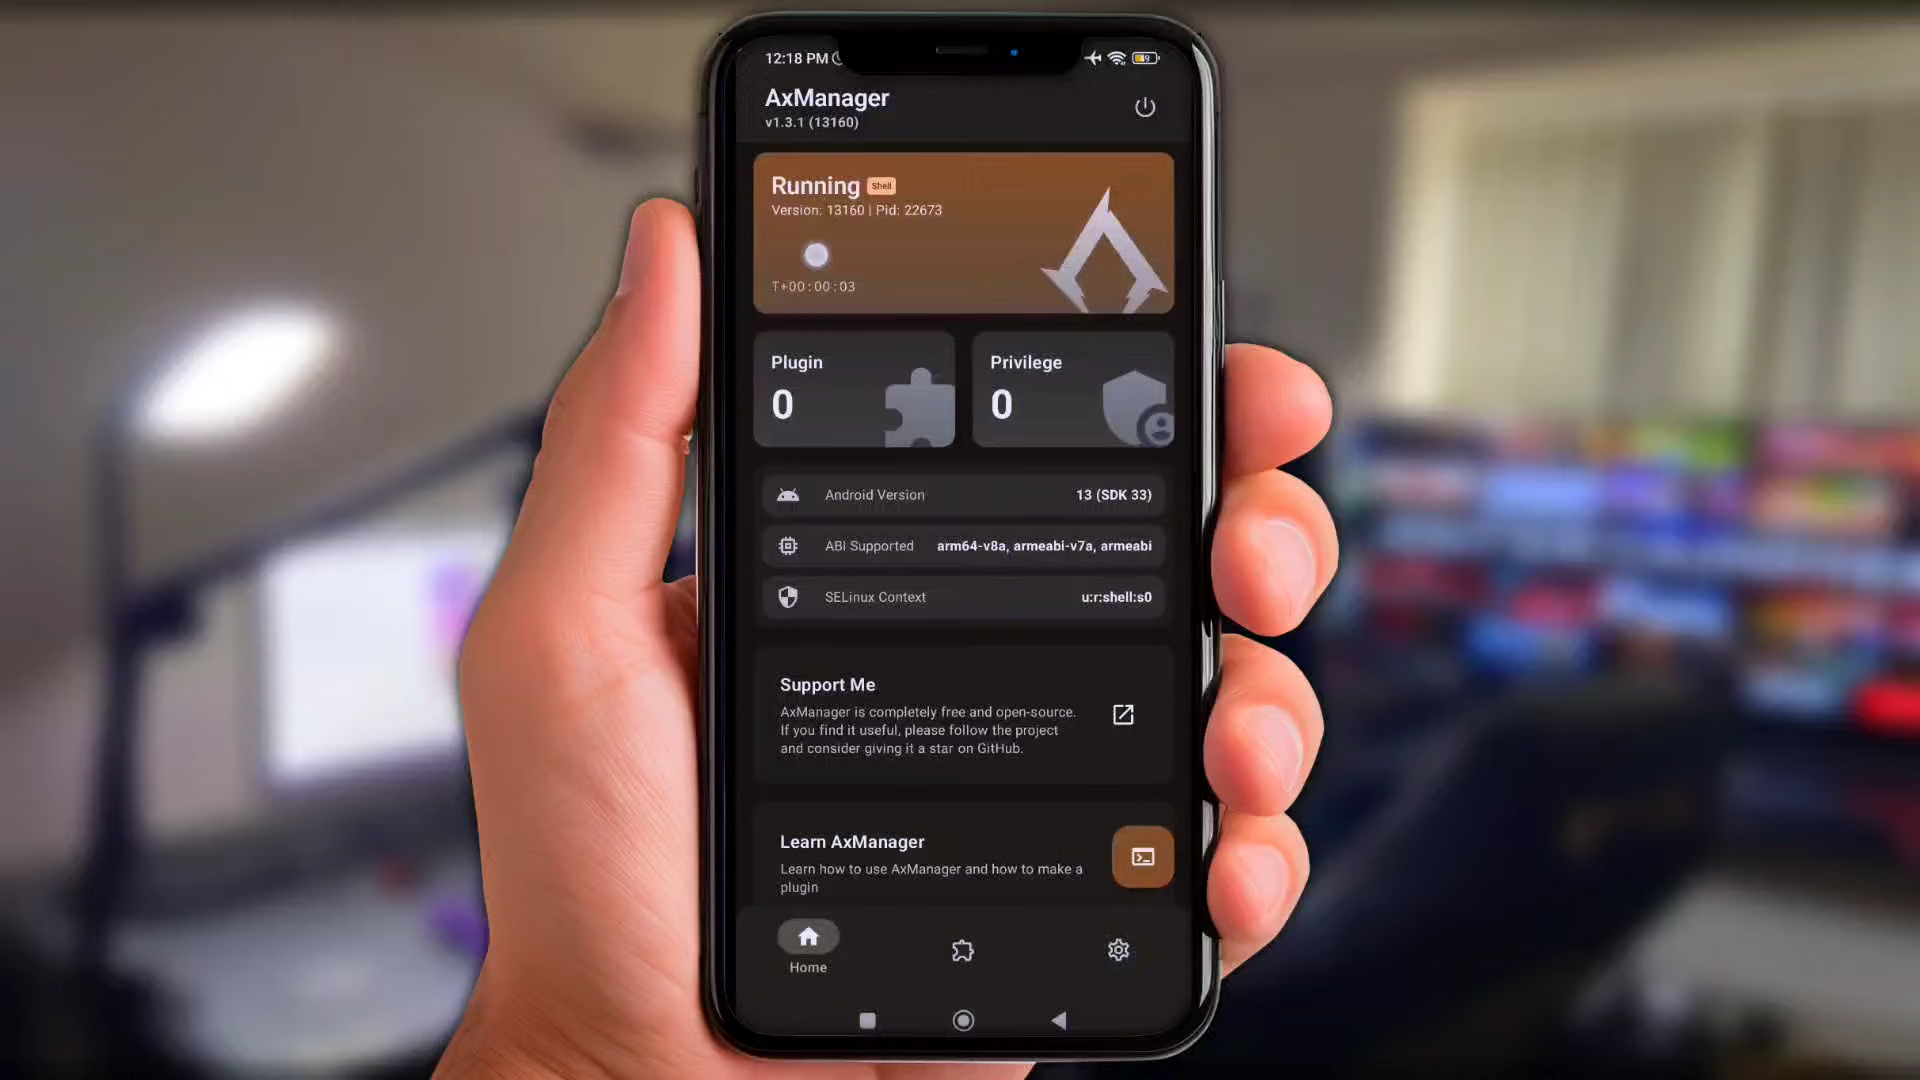 12:18 PM
AxManager
v1.3.1 (13160)
Running Shell
Version: 13160 | Pid: 22673
T+00:00:03
Plugin
0
Privilege
0
Android Version 13 (SDK 33)
ABI Supported arm64-v8a, armeabi-v7a, armeabi
SELinux Context u:r:shell:s0
Support Me
AxManager is completely free and open-source.
If you find it useful, please follow the project
and consider giving it a star on GitHub.
Learn AxManager
Learn how to use AxManager and how to make a
plugin
Home